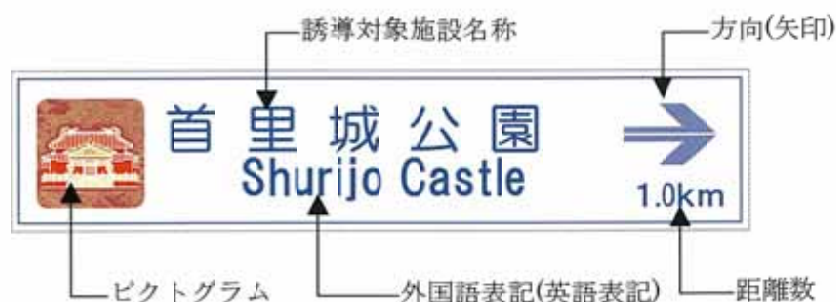 誘導対象施設名称
方向(矢印)
首里城公園
Shurijo Castle
1.0km
ピクトグラム
外国語表記(英語表記)
距離数